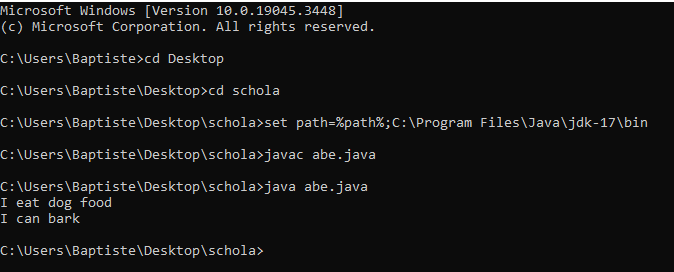 Microsoft Windows [Version 10.0.19045.3448]
(c) Microsoft Corporation. All rights reserved.
C:\Users\Baptiste>cd Desktop
C:\Users\Baptiste\Desktop>cd schola
C:\Users\Baptiste\Desktop\schola>set path=%path%;C:\Program Files\Java\jdk-17\bin
C:\Users\Baptiste\Desktop\schola>javac abe.java
C:\Users\Baptiste\Desktop\schola>java abe.java
I eat dog food
I can bark
C:\Users\Baptiste\Desktop\schola>